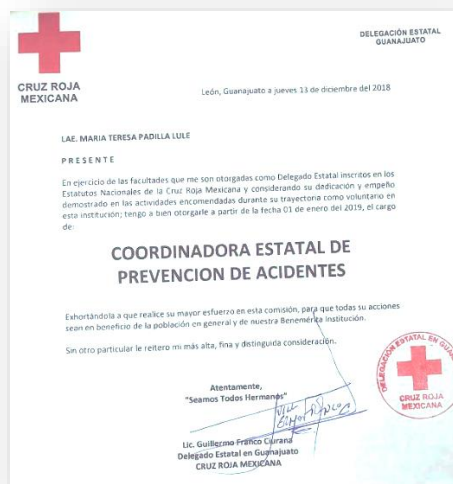 CRUZ ROJA
MEXICANA
DELEGACIÓN ESTATAL
GUANAJUATO
León, Guanajuato a jueves 13 de diciembre del 2018
LAE. MARIA TERESA PADILLA LULE
P R E S E N T E
En ejercicio de las facultades que me son otorgadas como Delegado Estatal inscritos en los
Estatutos Nacionales de la Cruz Roja Mexicana y considerando su dedicación y empeño
demostrado en las actividades encomendadas durante su trayectoria como voluntario en
esta institución; tengo a bien otorgarle a partir de la fecha 01 de enero del 2019, el cargo
de:
COORDINADORA ESTATAL DE
PREVENCION DE ACIDENTES
Exhortándola a que realice su mayor esfuerzo en esta comisión, para que todas su acciones
sean en beneficio de la población en general y de nuestra Benemérita Institución.
Sin otro particular le reitero mi más alta, fina y distinguida consideración.
Atentamente,
"Seamos Todos Hermanos"
Lic. Guillermo Franco Ciurana
Delegado Estatal en Guanajuato
CRUZ ROJA MEXICANA
DELEGACIÓN ESTATAL EN
CRUZ ROJA
MEXICANA